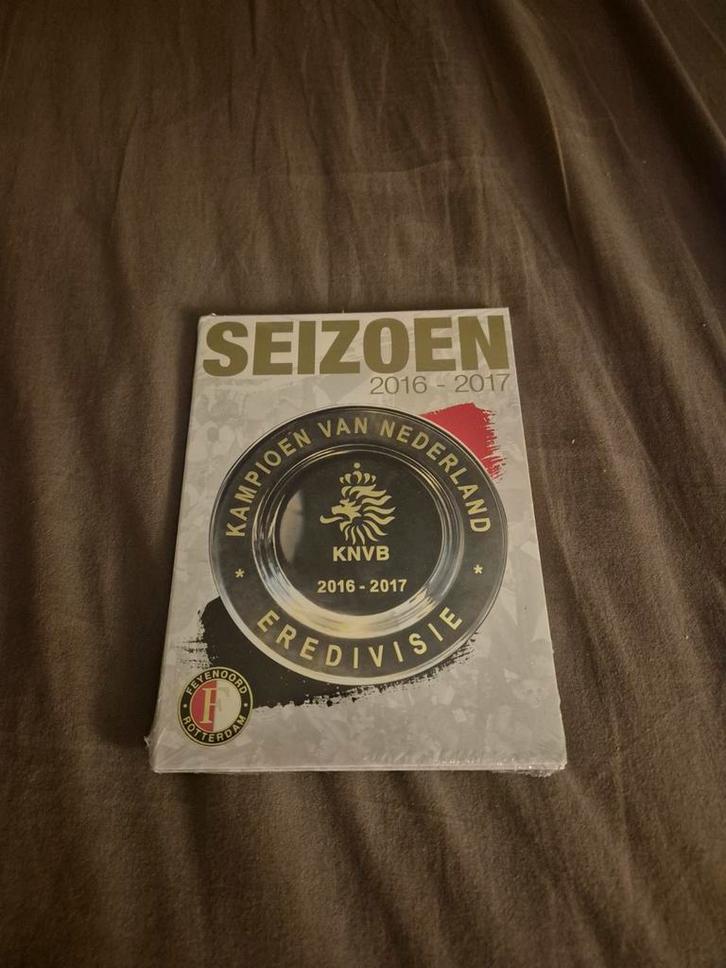 SEIZOEN
2016 - 2017
KAMPIOEN VAN NEDERLAND
KNVB
2016 - 2017
* EREDIVISIE *
FEYENOORD
F
ROTTERDAM